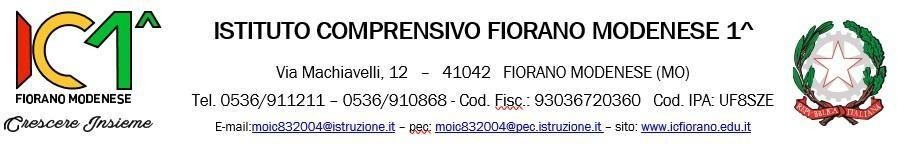 IC1^
FIORANO MODENESE
Crescere Insieme
ISTITUTO COMPRENSIVO FIORANO MODENESE 1^
Via Machiavelli, 12 – 41042 FIORANO MODENESE (MO)
Tel. 0536/911211 – 0536/910868 - Cod. Fisc.: 93036720360 Cod. IPA: UF8SZE
E-mail:moic832004@istruzione.it – pec: moic832004@pec.istruzione.it – sito: www.icfiorano.edu.it
REPVBBLICA ITALIANA